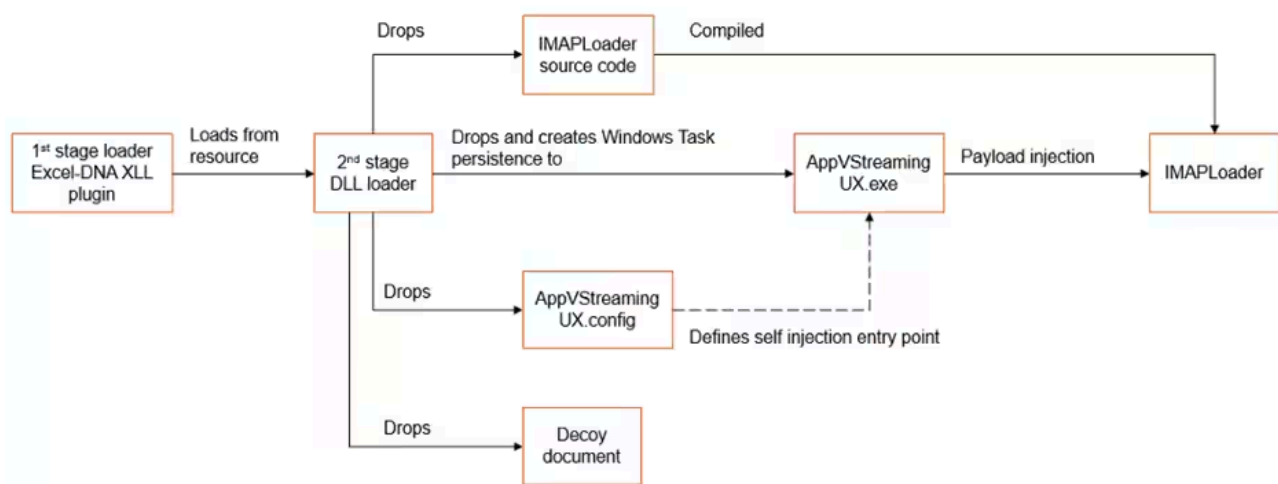 Drops
IMAPLoader
source code
Compiled
1st stage loader
Excel-DNA XLL
plugin
Loads from
resource
2nd stage
DLL loader
Drops and creates Windows Task
persistence to
AppVStreaming
UX.exe
Payload injection
IMAPLoader
Drops
AppVStreaming
UX.config
Defines self injection entry point
Drops
Decoy
document